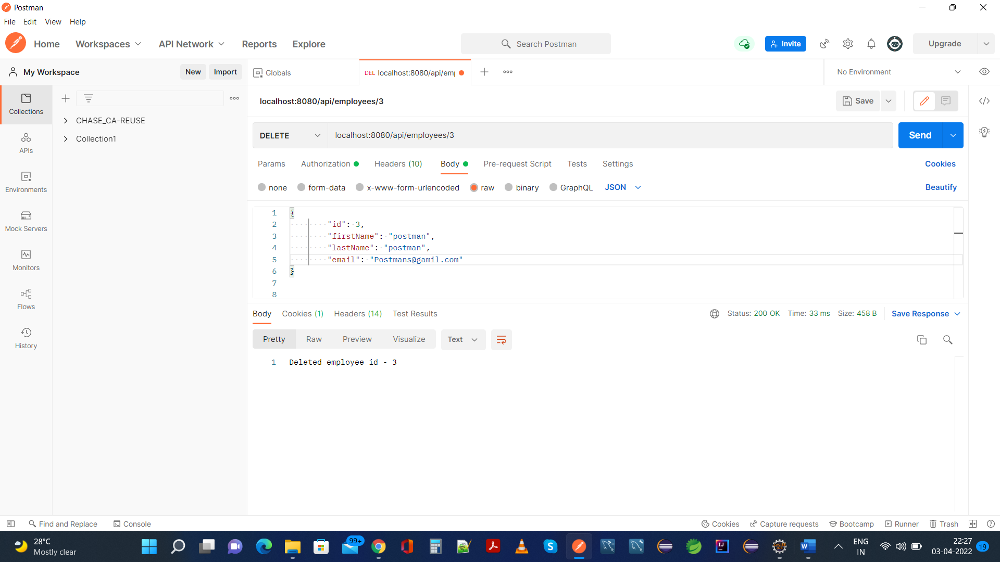 Postman
File Edit View Help
Home Workspaces API Network Reports Explore Search Postman Invite Upgrade
My Workspace New Import Globals DEL localhost:8080/api/em No Environment
Collections
localhost:8080/api/employees/3 Save
CHASE_CA-REUSE
Collection1
APIs
Environments
Mock Servers
Monitors
Flows
History
DELETE localhost:8080/api/employees/3 Send
Params Authorization Headers (10) Body Pre-request Script Tests Settings Cookies
none form-data x-www-form-urlencoded raw binary GraphQL JSON Beautify
1 {
2 "id": 3,
3 "firstName": "postman",
4 "lastName": "postman",
5 "email": "Postmans@gamil.com"
6 }
7
8
Body Cookies (1) Headers (14) Test Results Status: 200 OK Time: 33 ms Size: 458 B Save Response
Pretty Raw Preview Visualize Text
1 Deleted employee id - 3
Find and Replace Console Cookies Capture requests Bootcamp Runner Trash
28°C
Mostly clear
99+
ENG
IN
22:27
03-04-2022
19